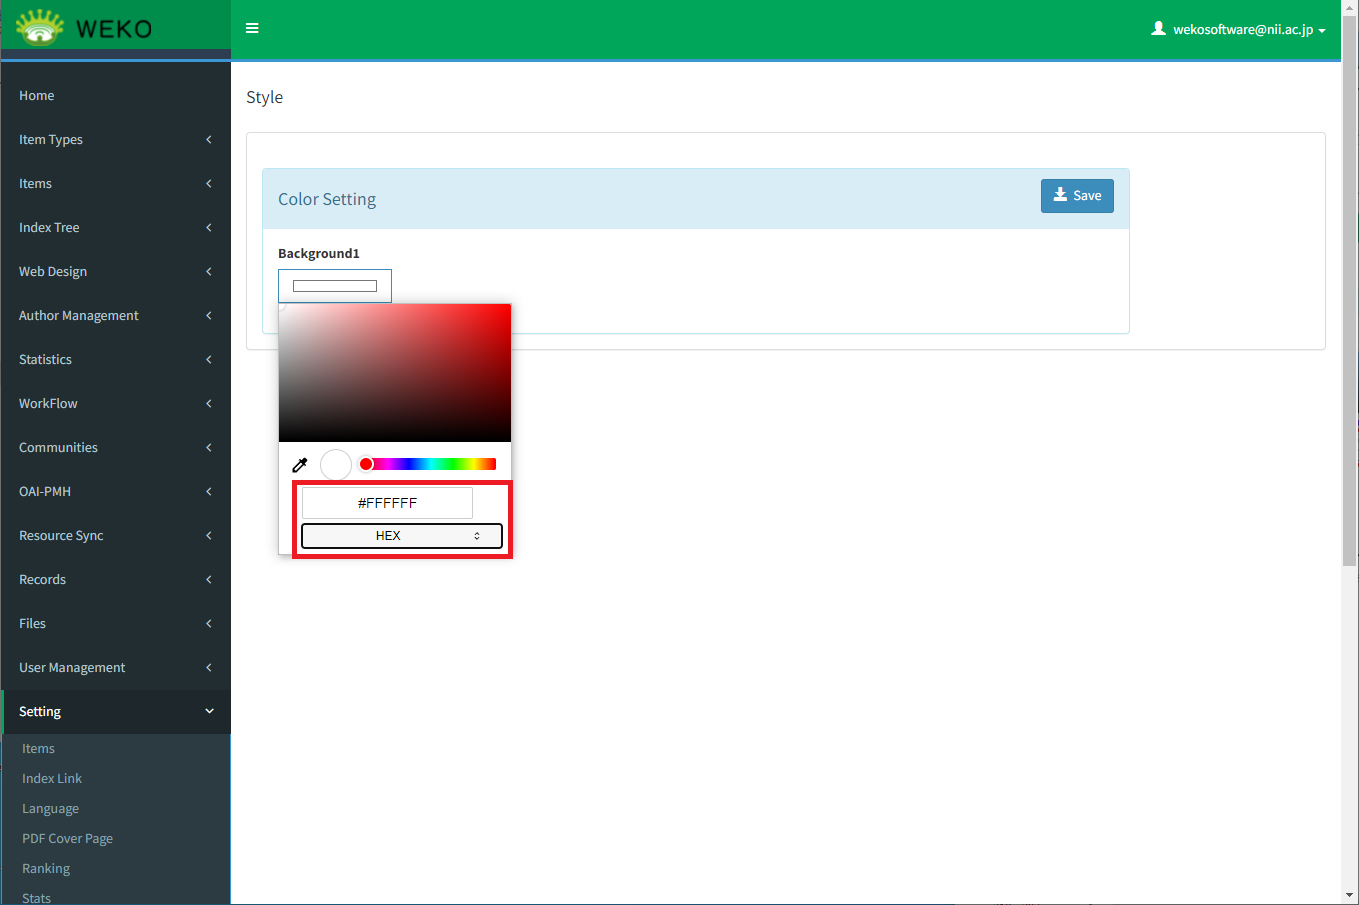 WEKO
wekosoftware@nii.ac.jp
Home
Item Types
Items
Index Tree
Web Design
Author Management
Statistics
WorkFlow
Communities
OAI-PMH
Resource Sync
Records
Files
User Management
Setting
Items
Index Link
Language
PDF Cover Page
Ranking
Stats
Style
Color Setting
Save
Background1
#FFFFFF
HEX